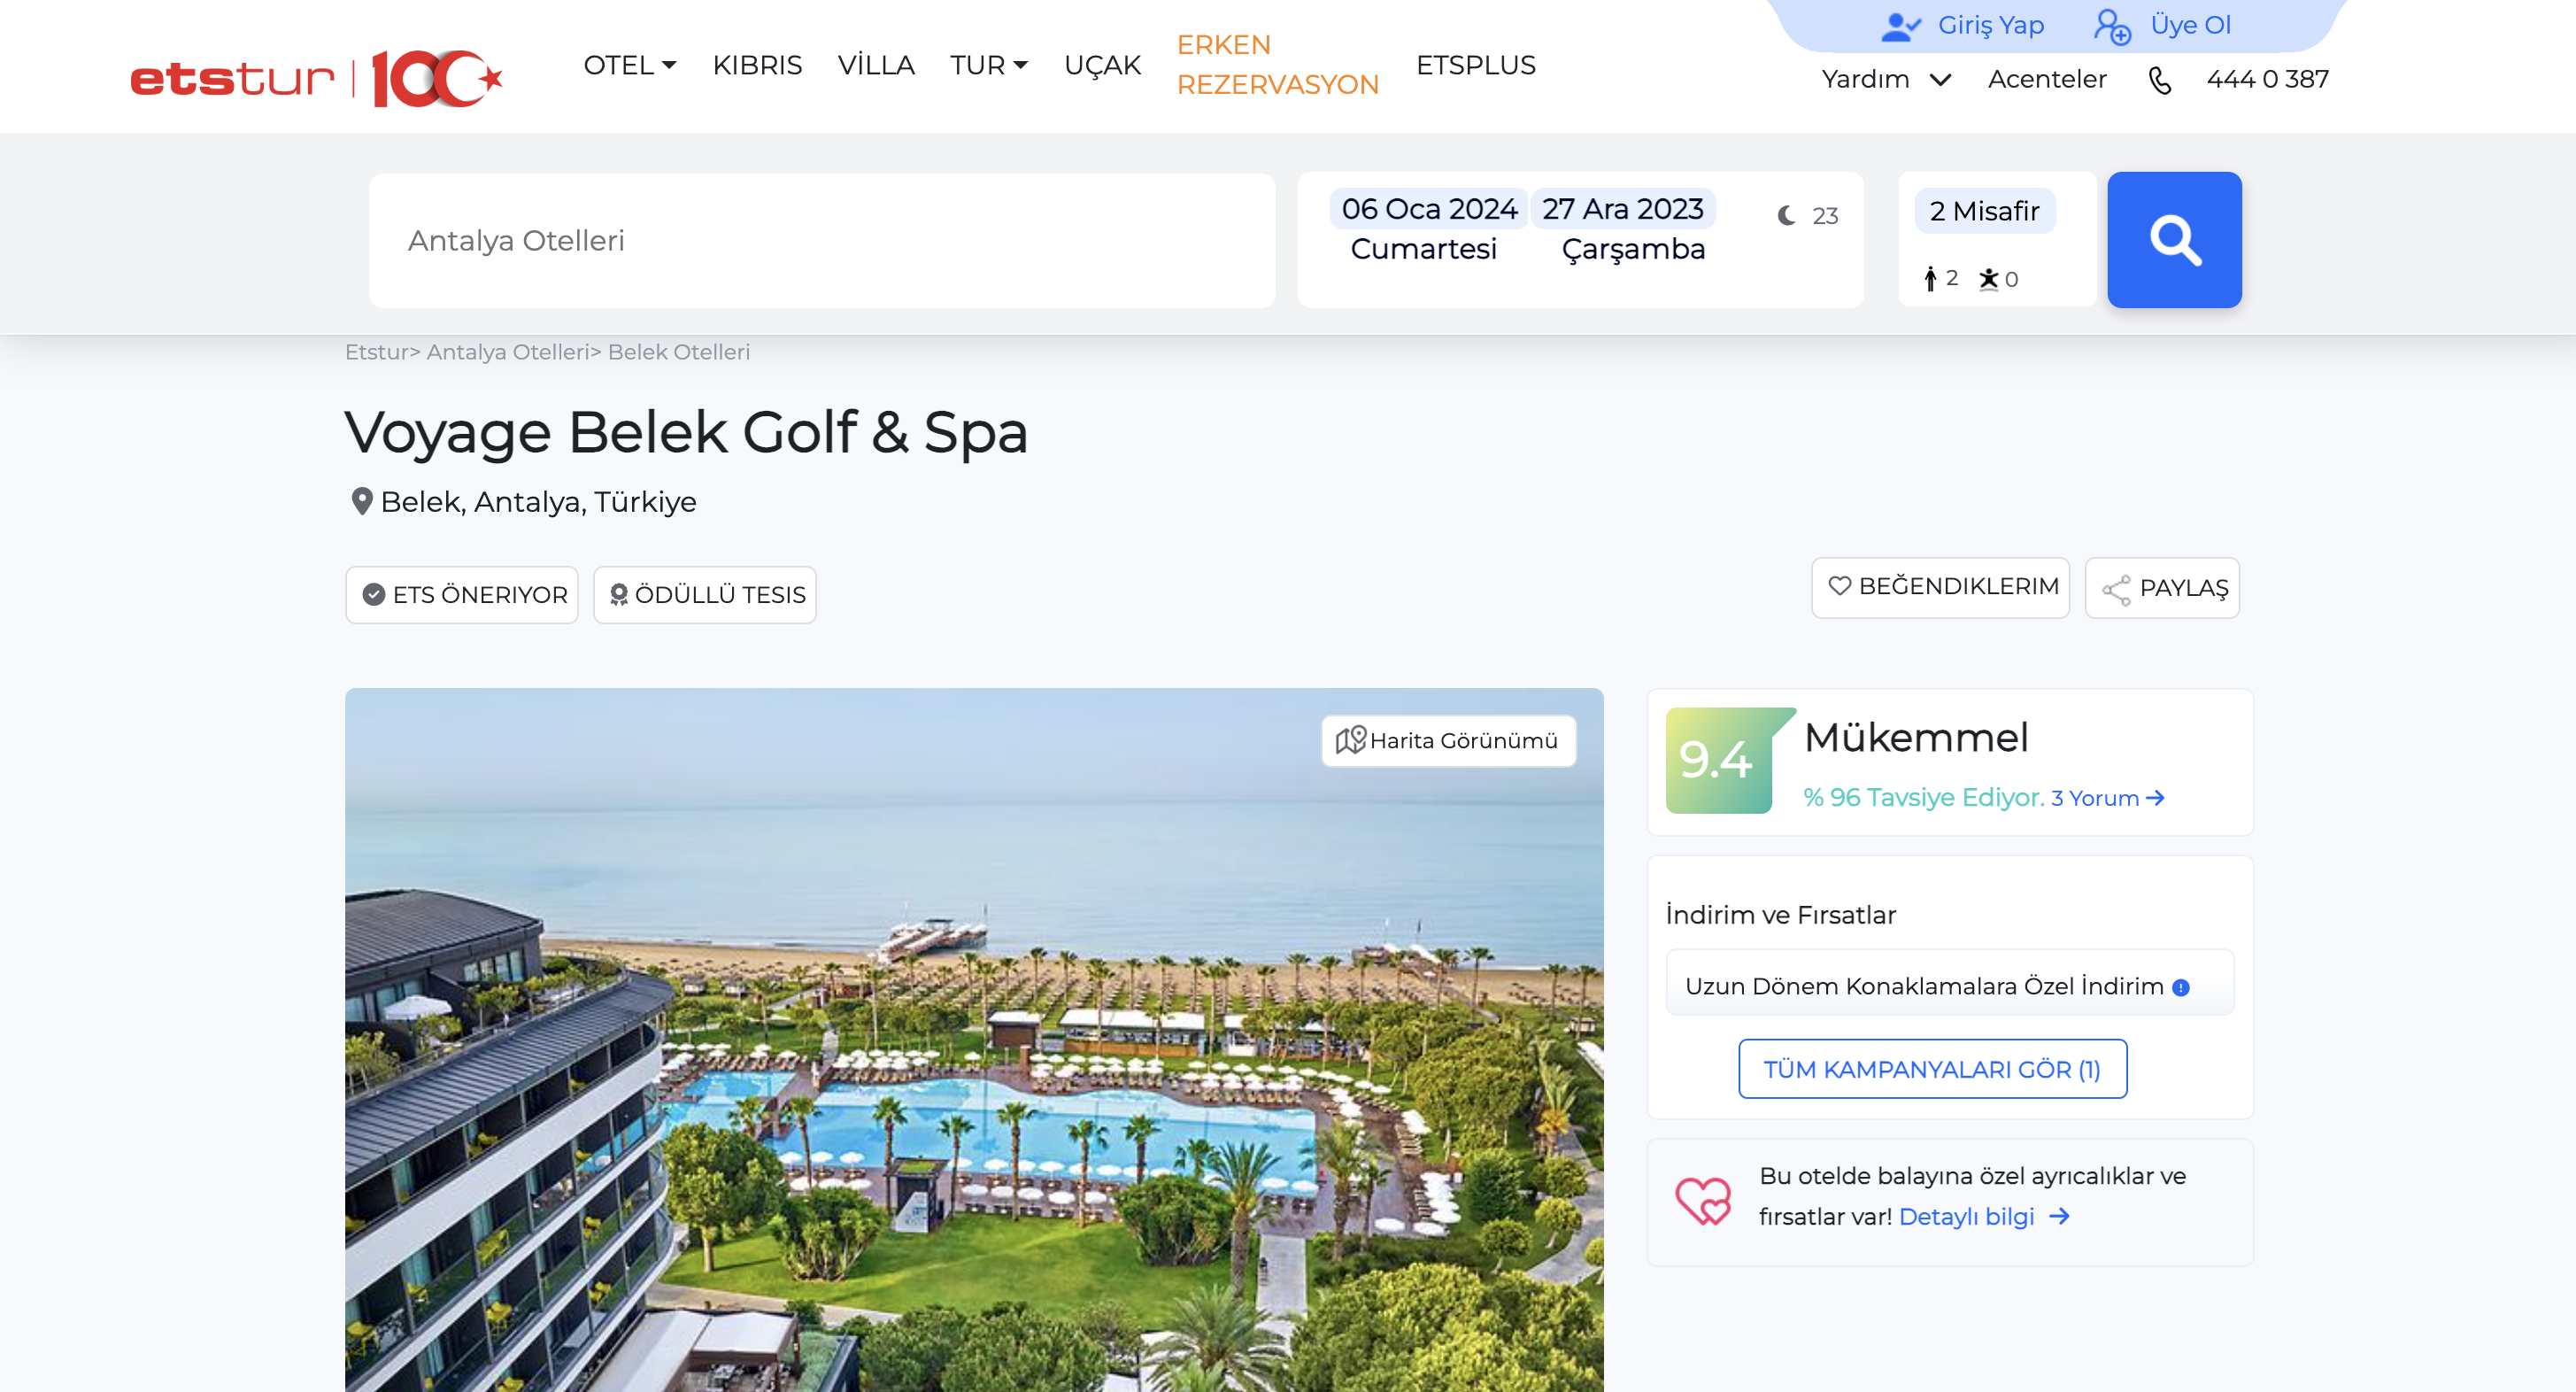 Giriş Yap Üye Ol
etstur 100
OTEL KIBRIS VİLLA TUR UÇAK ERKEN REZERVASYON ETSPLUS
Yardım Acenteler 444 0 387
Antalya Otelleri
06 Oca 2024 27 Ara 2023 23
Cumartesi Çarşamba
2 Misafir
2 0
Etstur> Antalya Otelleri> Belek Otelleri
Voyage Belek Golf & Spa
Belek, Antalya, Türkiye
ETS ÖNERIYOR ÖDÜLLÜ TESIS
BEĞENDIKLERIM PAYLAŞ
Harita Görünümü
9.4 Mükemmel
% 96 Tavsiye Ediyor. 3 Yorum
İndirim ve Fırsatlar
Uzun Dönem Konaklamalara Özel İndirim
TÜM KAMPANYALARI GÖR (1)
Bu otelde balayına özel ayrıcalıklar ve
fırsatlar var! Detaylı bilgi